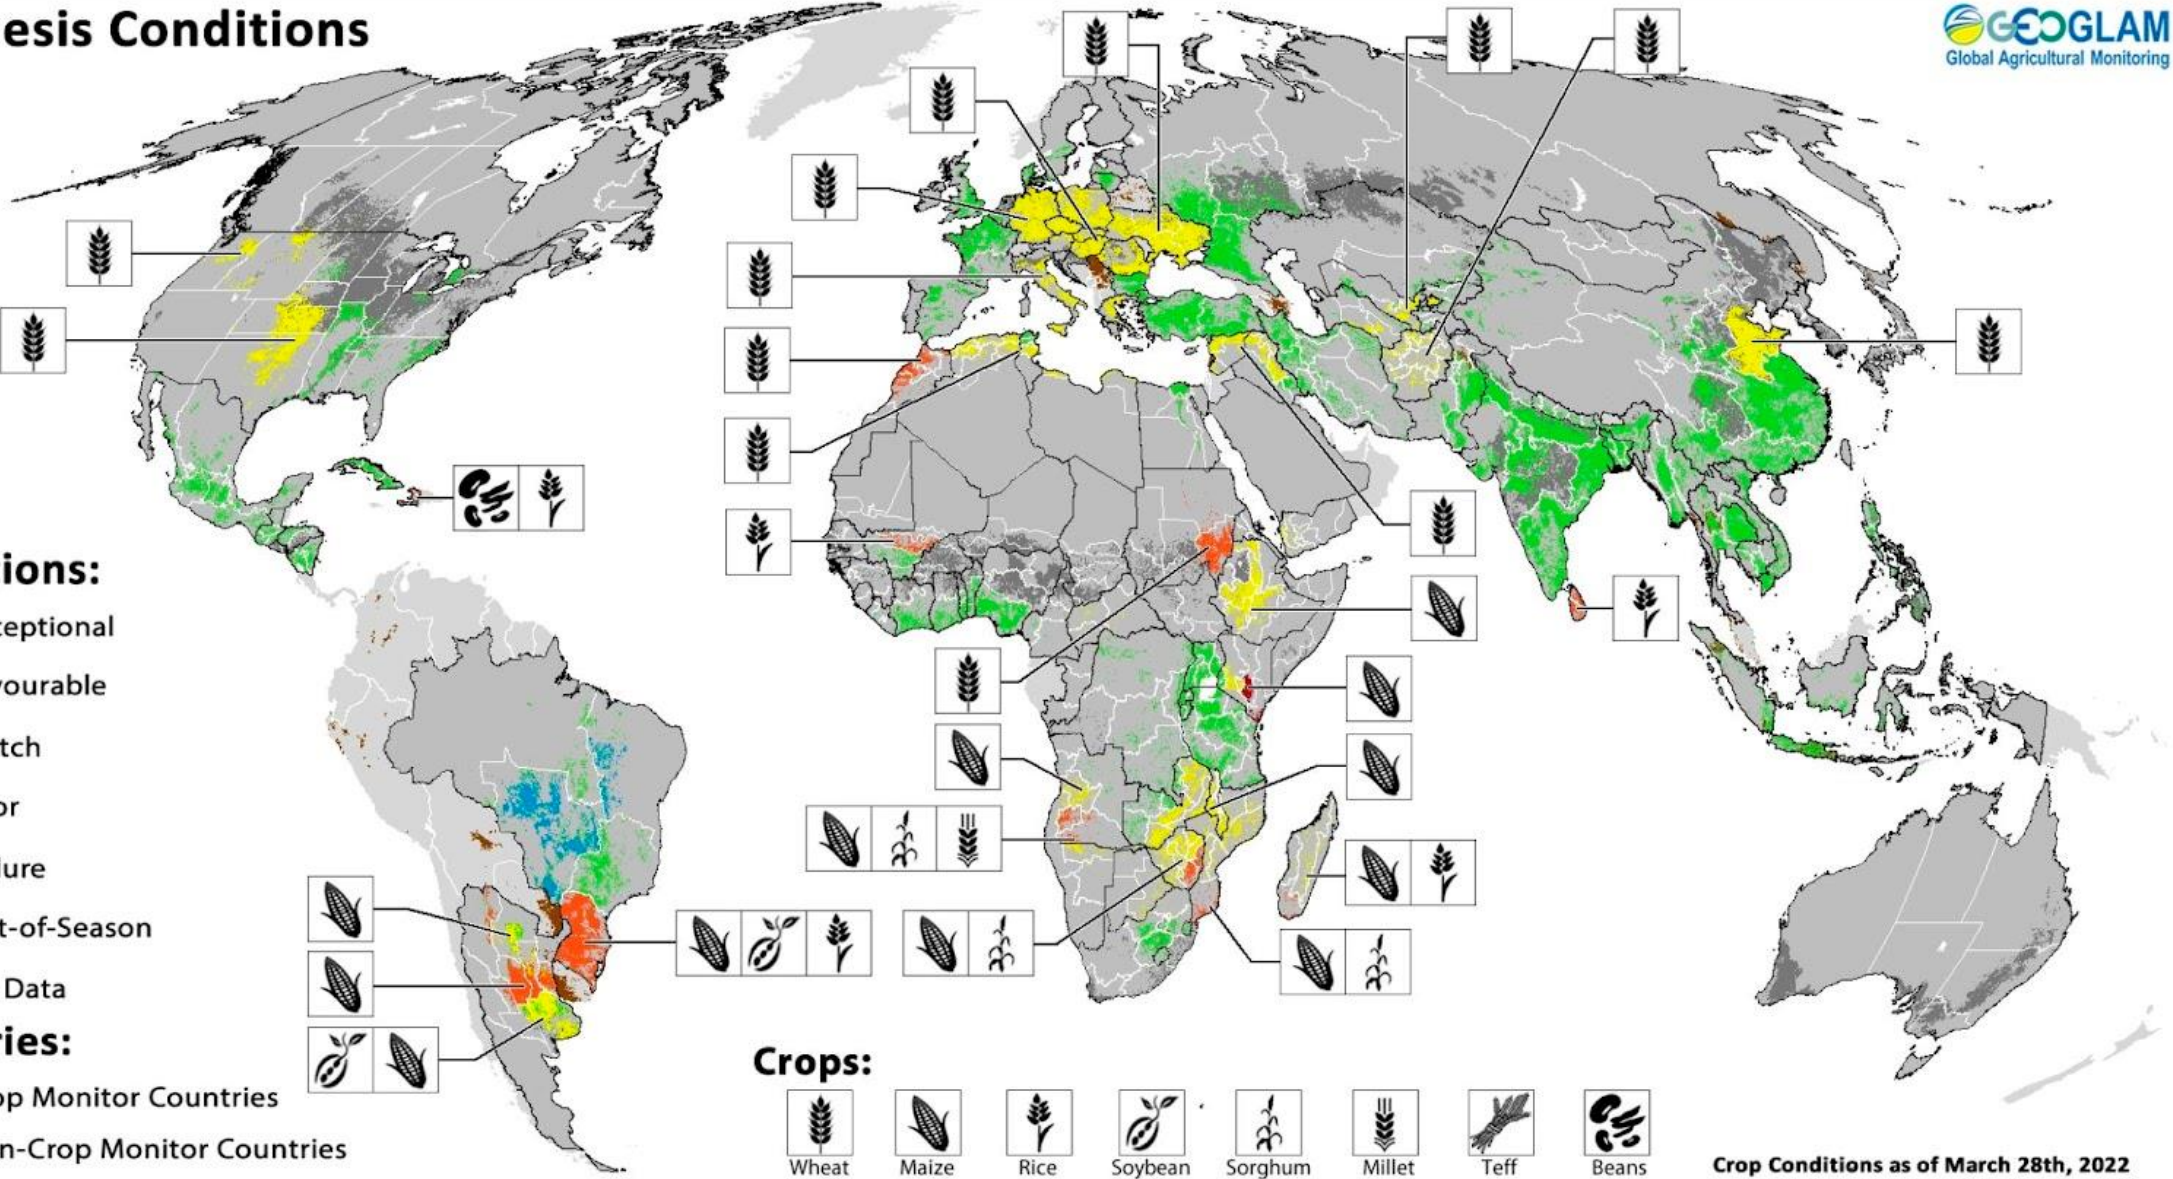 esis Conditions
GEOGLAM
Global Agricultural Monitoring
ions:
ceptional
vourable
tch
or
lure
t-of-Season
Data
ries:
op Monitor Countries
n-Crop Monitor Countries
Crops:
Wheat
Maize
Rice
Soybean
Sorghum
Millet
Teff
Beans
Crop Conditions as of March 28th, 2022